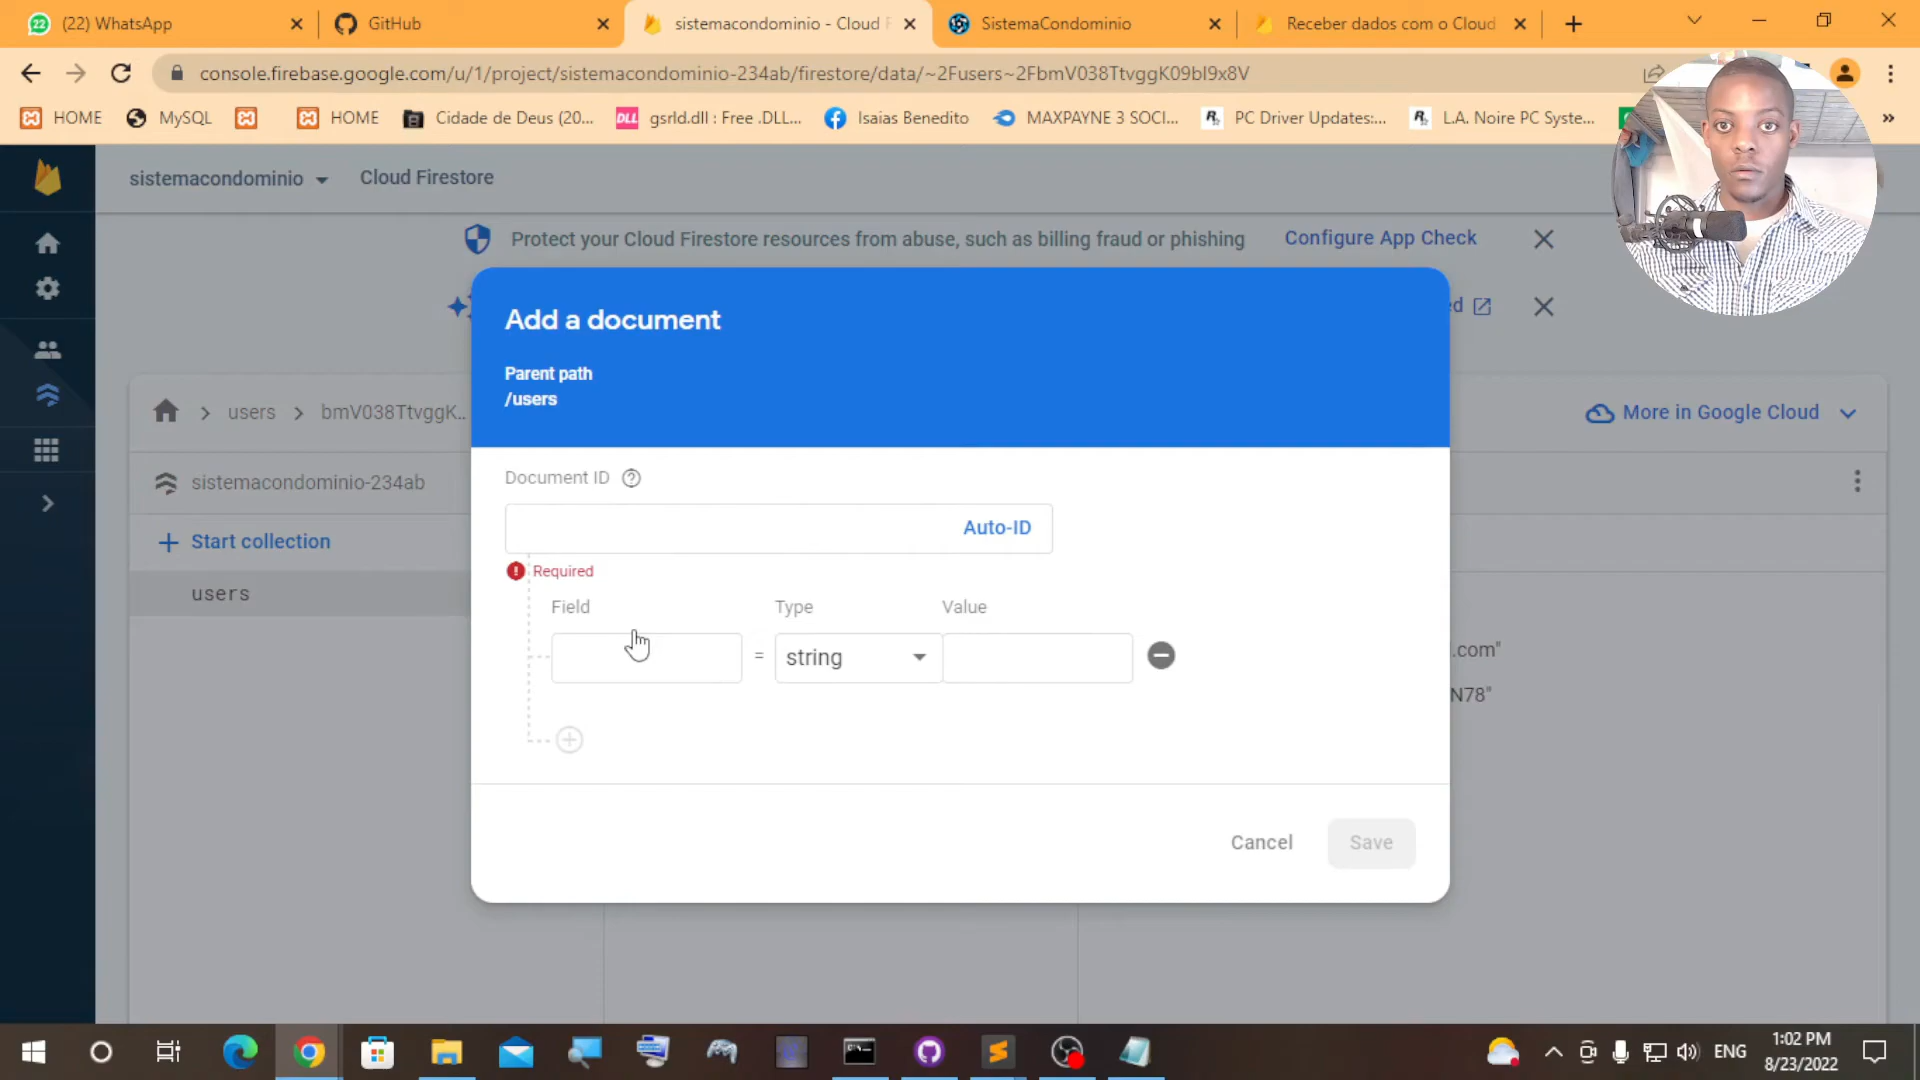 22
(22) WhatsApp
GitHub
sistemacondominio - Cloud F
SistemaCondominio
Receber dados com o Cloud
console.firebase.google.com/u/1/project/sistemacondominio-234ab/firestore/data/~2Fusers~2FbmV038TtvggK09bl9x8V
HOME
MySQL
HOME
Cidade de Deus (20...
DLL
gsrld.dll : Free .DLL...
Isaias Benedito
MAXPAYNE 3 SOCI...
PC Driver Updates:...
L.A. Noire PC Syste...
»
sistemacondominio
Cloud Firestore
Protect your Cloud Firestore resources from abuse, such as billing fraud or phishing
Configure App Check
ed
Add a document
Parent path
/users
users
bmV038TtvggK...
More in Google Cloud
sistemacondominio-234ab
Start collection
users
Document ID
Auto-ID
Required
Field
Type
Value
=
string
.com"
N78"
Cancel
Save
ENG
1:02 PM
8/23/2022